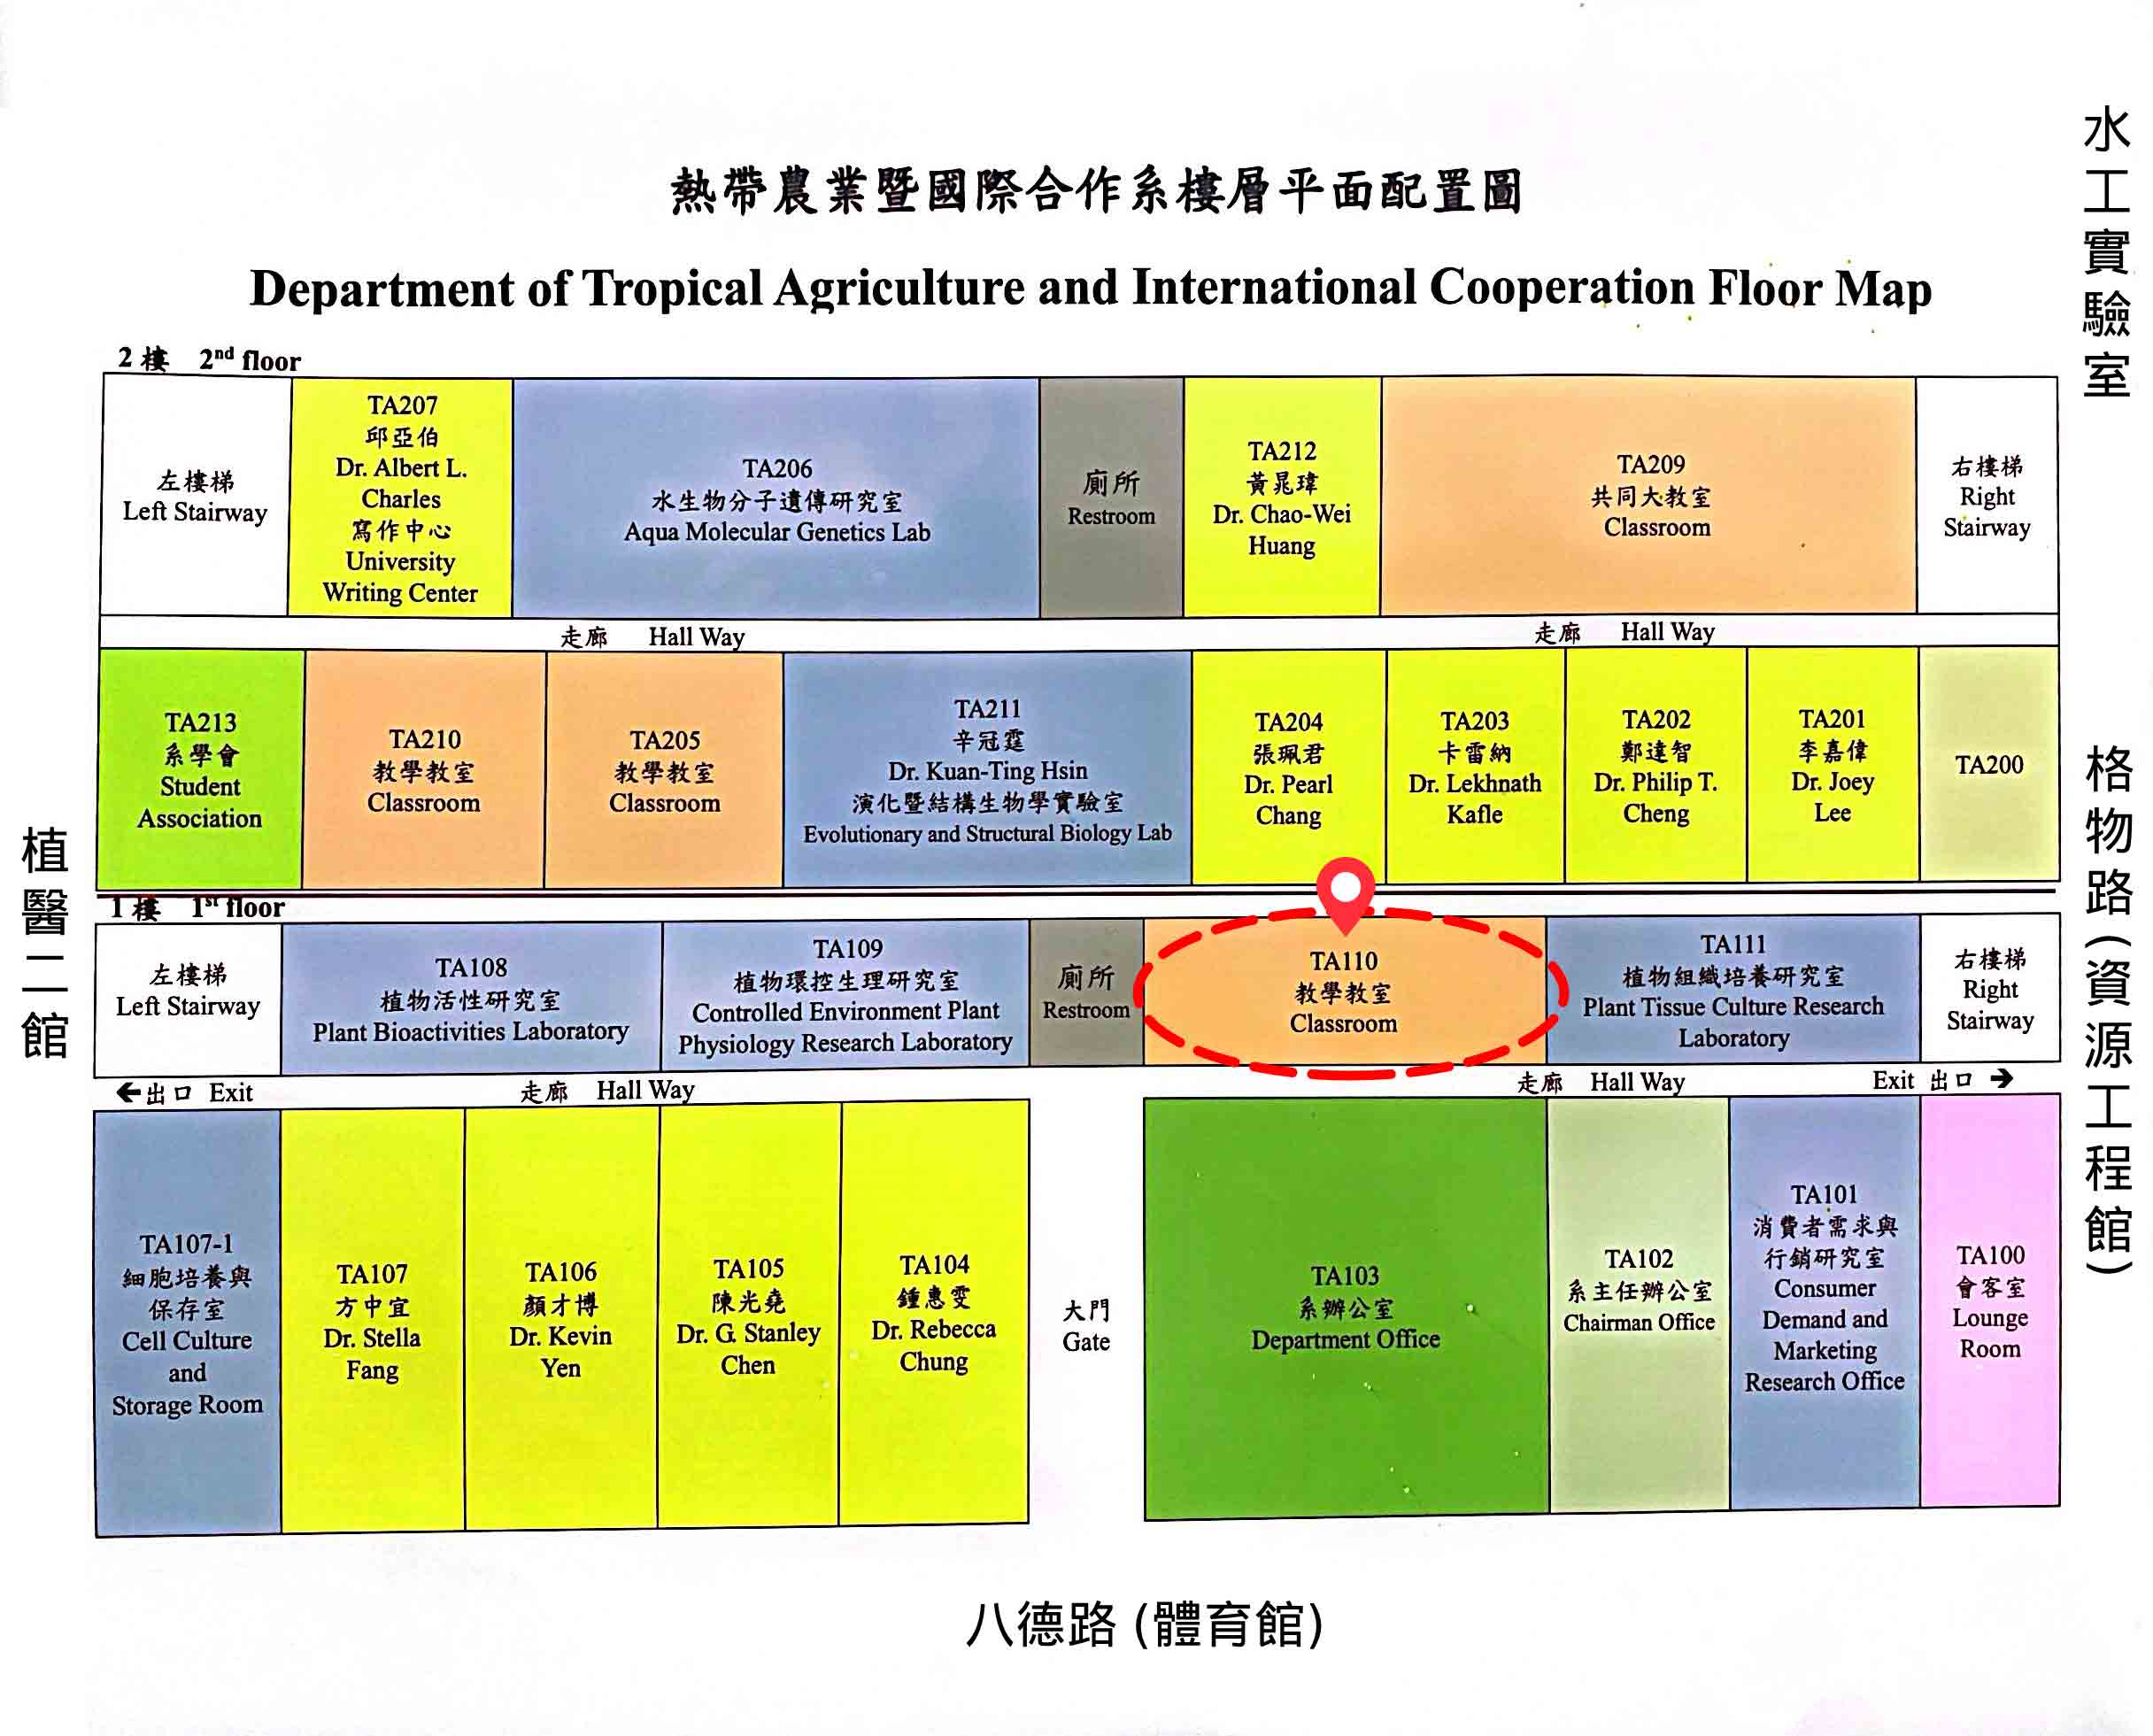 熱帶農業暨國際合作系樓層平面配置圖
Department of Tropical Agriculture and International Cooperation Floor Map
2 樓 2nd floor
左樓梯
Left Stairway
TA207
邱亞伯
Dr. Albert L.
Charles
寫作中心
University
Writing Center
TA206
水生物分子遺傳研究室
Aqua Molecular Genetics Lab
廁所
Restroom
TA212
黃晁瑋
Dr. Chao-Wei
Huang
TA209
共同大教室
Classroom
右樓梯
Right
Stairway
走廊 Hall Way
走廊 Hall Way
TA213
系學會
Student
Association
TA210
教學教室
Classroom
TA205
教學教室
Classroom
TA211
辛冠霆
Dr. Kuan-Ting Hsin
演化暨結構生物學實驗室
Evolutionary and Structural Biology Lab
TA204
張珮君
Dr. Pearl
Chang
TA203
卡雷納
Dr. Lekhnath
Kafle
TA202
鄭達智
Dr. Philip T.
Cheng
TA201
李嘉偉
Dr. Joey
Lee
TA200
1 樓 1st floor
左樓梯
Left Stairway
TA108
植物活性研究室
Plant Bioactivities Laboratory
TA109
植物環控生理研究室
Controlled Environment Plant
Physiology Research Laboratory
廁所
Restroom
TA110
教學教室
Classroom
TA111
植物組織培養研究室
Plant Tissue Culture Research
Laboratory
右樓梯
Right
Stairway
←出口 Exit
走廊 Hall Way
走廊 Hall Way
Exit 出口→
TA107-1
細胞培養與
保存室
Cell Culture
and
Storage Room
TA107
方中宜
Dr. Stella
Fang
TA106
顏才博
Dr. Kevin
Yen
TA105
陳光堯
Dr. G. Stanley
Chen
TA104
鍾惠雯
Dr. Rebecca
Chung
大門
Gate
TA103
系辦公室
Department Office
TA102
系主任辦公室
Chairman Office
TA101
消費者需求與
行銷研究室
Consumer
Demand and
Marketing
Research Office
TA100
會客室
Lounge
Room
植醫二館
水工實驗室
格物路(資源工程館)
八德路 (體育館)